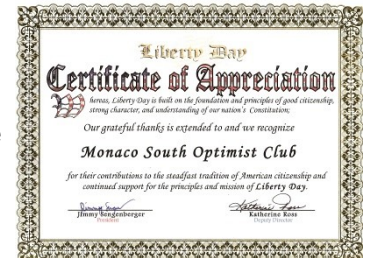 Liberty Day
Certificate of Appreciation
Whereas, Liberty Day is built on the foundation and principles of good citizenship,
strong character, and understanding of our nation's Constitution;
Our grateful thanks is extended to and we recognize
Monaco South Optimist Club
for their contributions to the steadfast tradition of American citizenship and
continued support for the principles and mission of Liberty Day.
Jimmy Sengenberger
President
Katherine Ross
Katherine Ross
Deputy Director